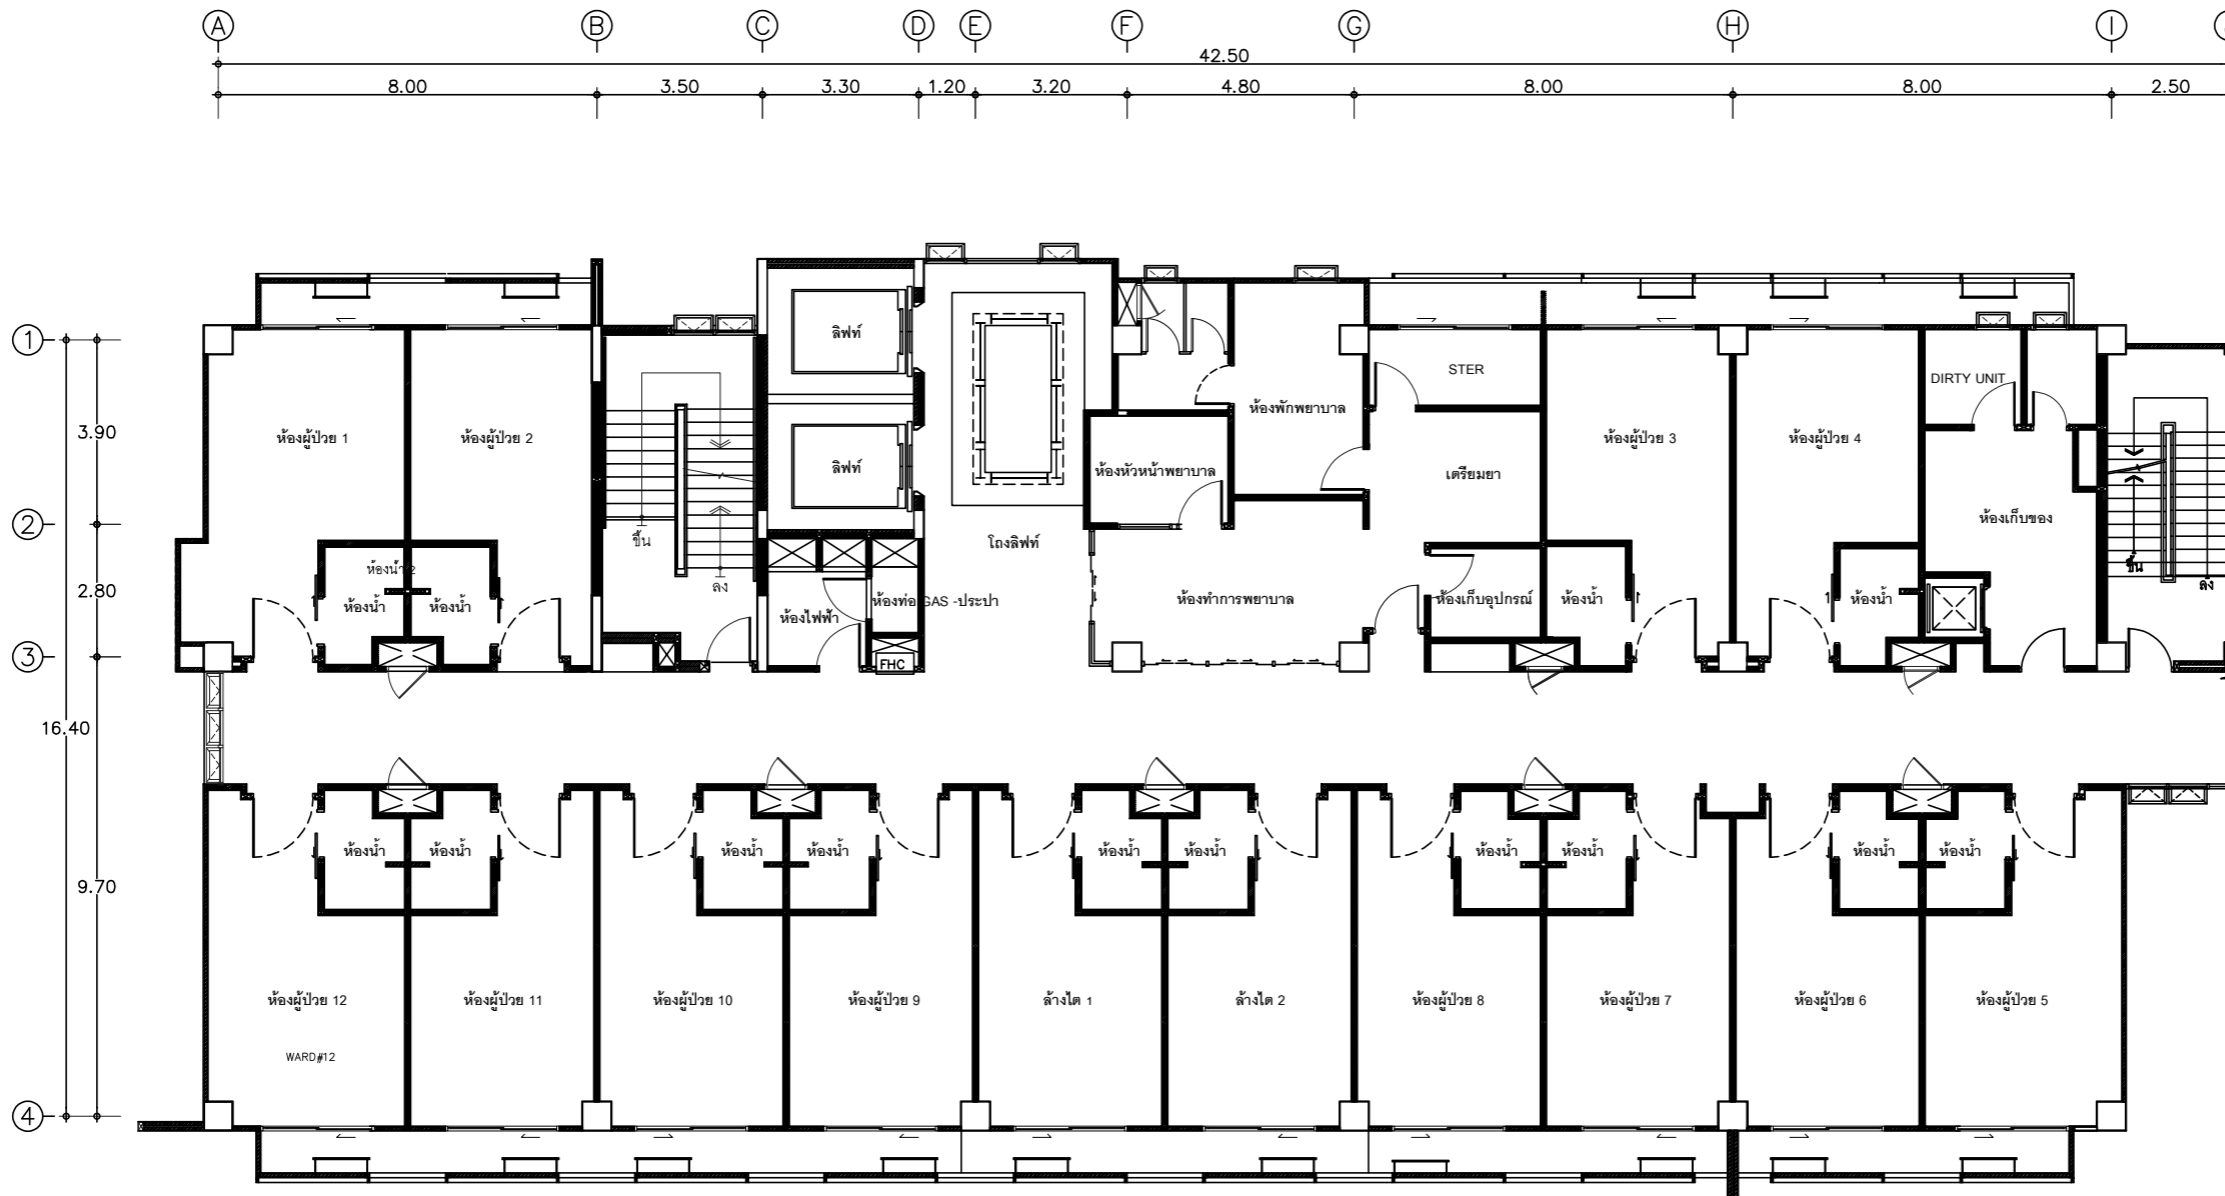 A B C D E F G H I
42.50
8.00 3.50 3.30 1.20 3.20 4.80 8.00 8.00 2.50
1
2
3
4
3.90
2.80
16.40
9.70
ลิฟท์
ลิฟท์
STER
DIRTY UNIT
ห้องผู้ป่วย 1
ห้องผู้ป่วย 2
ห้องพักพยาบาล
ห้องผู้ป่วย 3
ห้องผู้ป่วย 4
ห้องหัวหน้าพยาบาล
เตรียมยา
ห้องเก็บของ
ขึ้น
โถงลิฟท์
ลง
ขึ้น
ลง
ห้องน้ำ 2
ห้องน้ำ
ห้องน้ำ
ห้องไฟฟ้า
ห้องท่อ GAS -ประปา
ห้องทำการพยาบาล
ห้องเก็บอุปกรณ์
ห้องน้ำ
ห้องน้ำ
FHC
ห้องน้ำ
ห้องน้ำ
ห้องน้ำ
ห้องน้ำ
ห้องน้ำ
ห้องน้ำ
ห้องน้ำ
ห้องน้ำ
ห้องน้ำ
ห้องน้ำ
ห้องผู้ป่วย 12
ห้องผู้ป่วย 11
ห้องผู้ป่วย 10
ห้องผู้ป่วย 9
ล้างไต 1
ล้างไต 2
ห้องผู้ป่วย 8
ห้องผู้ป่วย 7
ห้องผู้ป่วย 6
ห้องผู้ป่วย 5
WARD#12